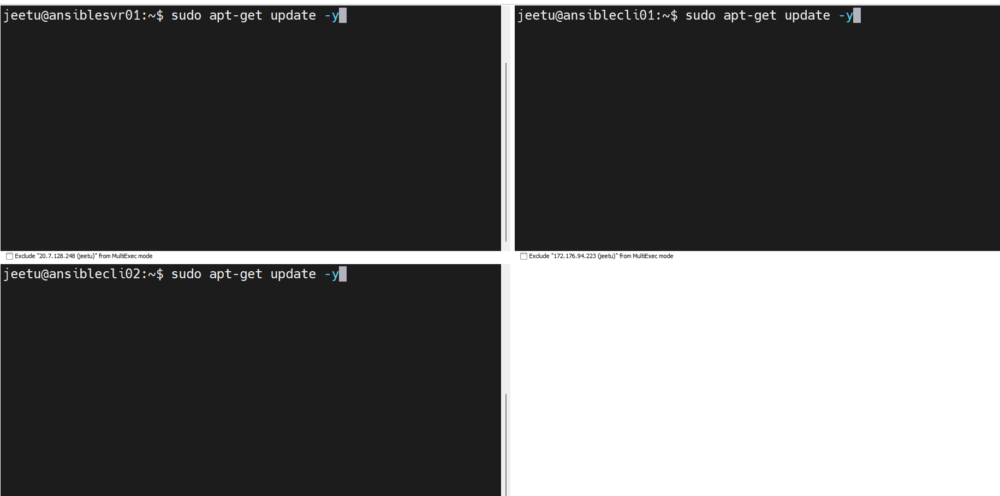 jeetu@ansiblesvr01:~$ sudo apt-get update -y
jeetu@ansiblecli01:~$ sudo apt-get update -y
Exclude "20.7.128.248 (jeetu)" from MultiExec mode
Exclude "172.176.94.223 (jeetu)" from MultiExec mode
jeetu@ansiblecli02:~$ sudo apt-get update -y